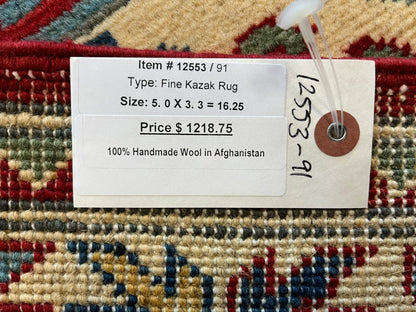 Item # 12553 / 91
Type: Fine Kazak Rug
Size: 5. 0 X 3. 3 = 16.25
Price $ 1218.75
100% Handmade Wool in Afghanistan
12553-91